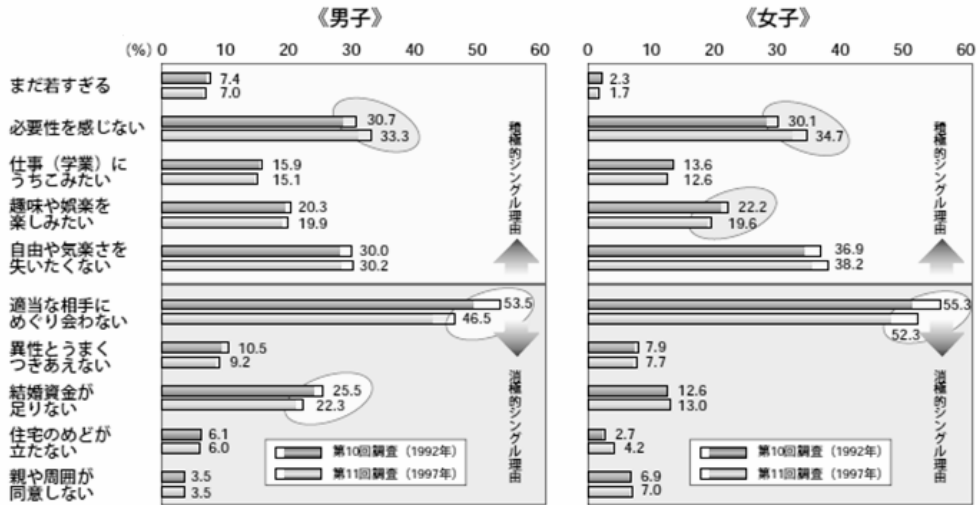 《男子》
《女子》
(%) 0 10 20 30 40 50 60
0 10 20 30 40 50 60
まだ若すぎる
7.4
7.0
2.3
1.7
必要性を感じない
30.7
33.3
30.1
34.7
仕事（学業）に
うちこみたい
15.9
15.1
13.6
12.6
趣味や娯楽を
楽しみたい
20.3
19.9
22.2
19.6
自由や気楽さを
失いたくない
30.0
30.2
36.9
38.2
積極的シングル理由
積極的シングル理由
適当な相手に
めぐり会わない
53.5
46.5
55.3
52.3
異性とうまく
つきあえない
10.5
9.2
7.9
7.7
結婚資金が
足りない
25.5
22.3
12.6
13.0
住宅のめどが
立たない
6.1
6.0
2.7
4.2
親や周囲が
同意しない
3.5
3.5
6.9
7.0
消極的シングル理由
消極的シングル理由
第10回調査（1992年）
第11回調査（1997年）
第10回調査（1992年）
第11回調査（1997年）